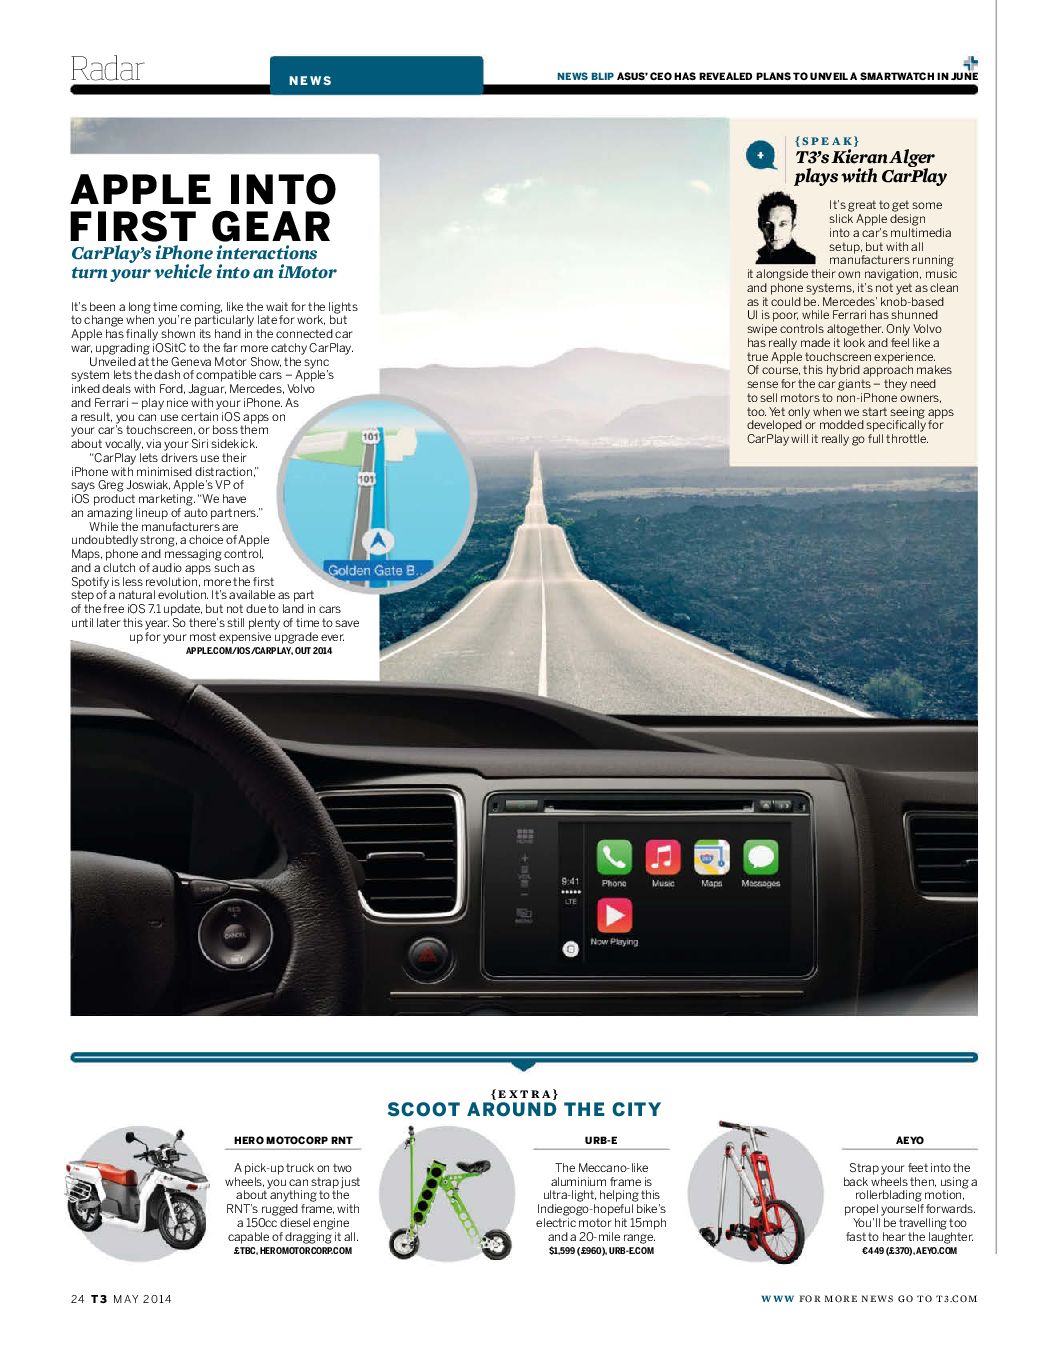 Radar
NEWS
NEWS BLIP ASUS' CEO HAS REVEALED PLANS TO UNVEIL A SMARTWATCH IN JUNE
APPLE INTO
FIRST GEAR
CarPlay's iPhone interactions
turn your vehicle into an iMotor
It's been a long time coming, like the wait for the lights
to change when you're particularly late for work, but
Apple has finally shown its hand in the connected car
war, upgrading iOSitC to the far more catchy CarPlay.
Unveiled at the Geneva Motor Show, the sync
system lets the dash of compatible cars – Apple's
inked deals with Ford, Jaguar, Mercedes, Volvo
and Ferrari – play nice with your iPhone. As
a result, you can use certain iOS apps on
your car's touchscreen, or boss them
about vocally, via your Siri sidekick.
"CarPlay lets drivers use their
iPhone with minimised distraction,"
says Greg Joswiak, Apple's VP of
iOS product marketing. "We have
an amazing lineup of auto partners."
While the manufacturers are
undoubtedly strong, a choice of Apple
Maps, phone and messaging control,
and a clutch of audio apps such as
Spotify is less revolution, more the first
step of a natural evolution. It's available as part
of the free iOS 7.1 update, but not due to land in cars
until later this year. So there's still plenty of time to save
up for your most expensive upgrade ever.
APPLE.COM/IOS/CARPLAY, OUT 2014
101
101
Golden Gate B...
{SPEAK}
T3's Kieran Alger
plays with CarPlay
It's great to get some
slick Apple design
into a car's multimedia
setup, but with all
manufacturers running
it alongside their own navigation, music
and phone systems, it's not yet as clean
as it could be. Mercedes' knob-based
UI is poor, while Ferrari has shunned
swipe controls altogether. Only Volvo
has really made it look and feel like a
true Apple touchscreen experience.
Of course, this hybrid approach makes
sense for the car giants – they need
to sell motors to non-iPhone owners,
too. Yet only when we start seeing apps
developed or modded specifically for
CarPlay will it really go full throttle.
CANCEL
VOL
MENU
9:41
LTE
Phone
Music
Maps
Messages
Now Playing
{EXTRA}
SCOOT AROUND THE CITY
HERO MOTOCORP RNT
A pick-up truck on two
wheels, you can strap just
about anything to the
RNT's rugged frame, with
a 150cc diesel engine
capable of dragging it all.
£TBC, HEROMOTORCORP.COM
URB-E
The Meccano-like
aluminium frame is
ultra-light, helping this
Indiegogo-hopeful bike's
electric motor hit 15mph
and a 20-mile range.
$1,599 (£960), URB-E.COM
AEYO
Strap your feet into the
back wheels then, using a
rollerblading motion,
propel yourself forwards.
You'll be travelling too
fast to hear the laughter.
€449 (£370), AEYO.COM
24 T3 MAY 2014
WWW FOR MORE NEWS GO TO T3.COM